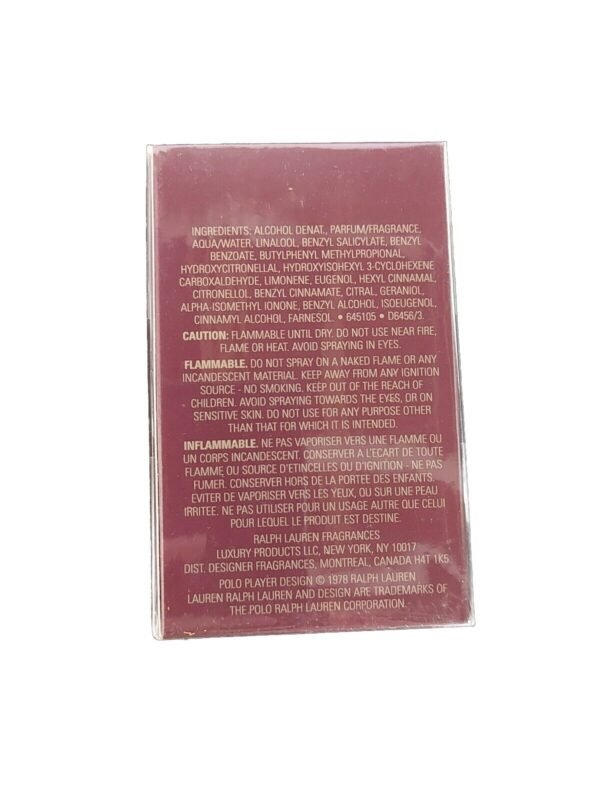 INGREDIENTS: ALCOHOL DENAT., PARFUM/FRAGRANCE,
AQUA/WATER, LINALOOL, BENZYL SALICYLATE, BENZYL
BENZOATE, BUTYLPHENYL METHYLPROPIONAL,
HYDROXYCITRONELLAL, HYDROXYISOHEXYL 3-CYCLOHEXENE
CARBOXALDEHYDE, LIMONENE, EUGENOL, HEXYL CINNAMAL,
CITRONELLOL, BENZYL CINNAMATE, CITRAL, GERANIOL,
ALPHA-ISOMETHYL IONONE, BENZYL ALCOHOL, ISOEUGENOL,
CINNAMYL ALCOHOL, FARNESOL. • 645105 • D6456/3.
CAUTION: FLAMMABLE UNTIL DRY. DO NOT USE NEAR FIRE,
FLAME OR HEAT. AVOID SPRAYING IN EYES.
FLAMMABLE. DO NOT SPRAY ON A NAKED FLAME OR ANY
INCANDESCENT MATERIAL. KEEP AWAY FROM ANY IGNITION
SOURCE - NO SMOKING. KEEP OUT OF THE REACH OF
CHILDREN. AVOID SPRAYING TOWARDS THE EYES, OR ON
SENSITIVE SKIN. DO NOT USE FOR ANY PURPOSE OTHER
THAN THAT FOR WHICH IT IS INTENDED.
INFLAMMABLE. NE PAS VAPORISER VERS UNE FLAMME OU
UN CORPS INCANDESCENT. CONSERVER A L'ECART DE TOUTE
FLAMME OU SOURCE D'ETINCELLES OU D'IGNITION - NE PAS
FUMER. CONSERVER HORS DE LA PORTEE DES ENFANTS.
EVITER DE VAPORISER VERS LES YEUX, OU SUR UNE PEAU
IRRITEE. NE PAS UTILISER POUR UN USAGE AUTRE QUE CELUI
POUR LEQUEL LE PRODUIT EST DESTINE.
RALPH LAUREN FRAGRANCES
LUXURY PRODUCTS LLC, NEW YORK, NY 10017
DIST. DESIGNER FRAGRANCES, MONTREAL, CANADA H4T 1K5
POLO PLAYER DESIGN © 1978 RALPH LAUREN
LAUREN RALPH LAUREN AND DESIGN ARE TRADEMARKS OF
THE POLO RALPH LAUREN CORPORATION.